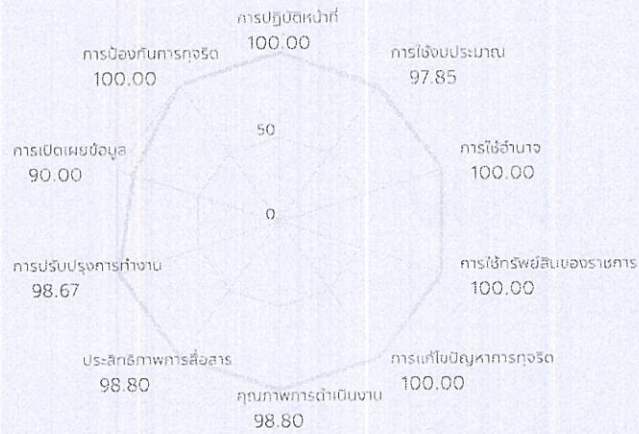 การปฏิบัติหน้าที่
100.00
การใช้งบประมาณ
97.85
การใช้อำนาจ
100.00
การใช้ทรัพย์สินของราชการ
100.00
การแก้ไขปัญหาการทุจริต
100.00
คุณภาพการดำเนินงาน
98.80
ประสิทธิภาพการสื่อสาร
98.80
การปรับปรุงการทำงาน
98.67
การเปิดเผยข้อมูล
90.00
การป้องกันการทุจริต
100.00
50
0